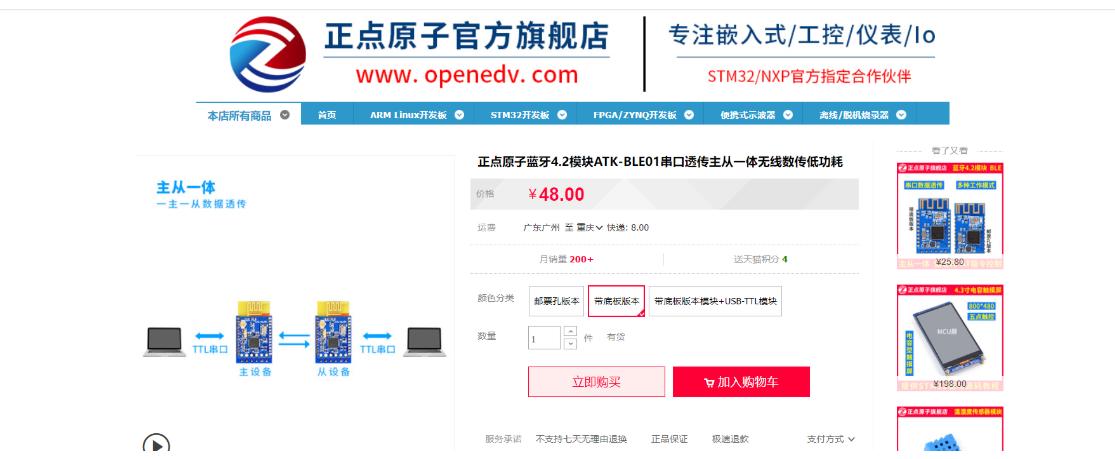 正点原子官方旗舰店
www.openedv.com
专注嵌入式/工控/仪表/Io
STM32/NXP官方指定合作伙伴
本店所有商品 首页 ARM Linux开发板 STM32开发板 FPGA/ZYNQ开发板 便携式示波器 离线/脱机烧录器
主从一体
一主一从数据透传
TTL串口
主设备
从设备
TTL串口
正点原子蓝牙4.2模块ATK-BLE01串口透传主从一体无线数传低功耗
价格 ¥48.00
运费 广东广州 至 重庆 快递: 8.00
月销量 200+ 送天猫积分 4
颜色分类 邮票孔版本 带底板版本 带底板版本模块+USB-TTL模块
数量 1 件 有货
立即购买 加入购物车
服务承诺 不支持七天无理由退换 正品保证 极速退款 支付方式
看了又看
正点原子旗舰店 蓝牙4.2模块 BLE
串口数据透传 多种工作模式
¥25.80
正点原子旗舰店 4.3寸电容触摸屏
800*480
五点触控
MCU屏
¥198.00
正点原子旗舰店 温湿度传感器模块